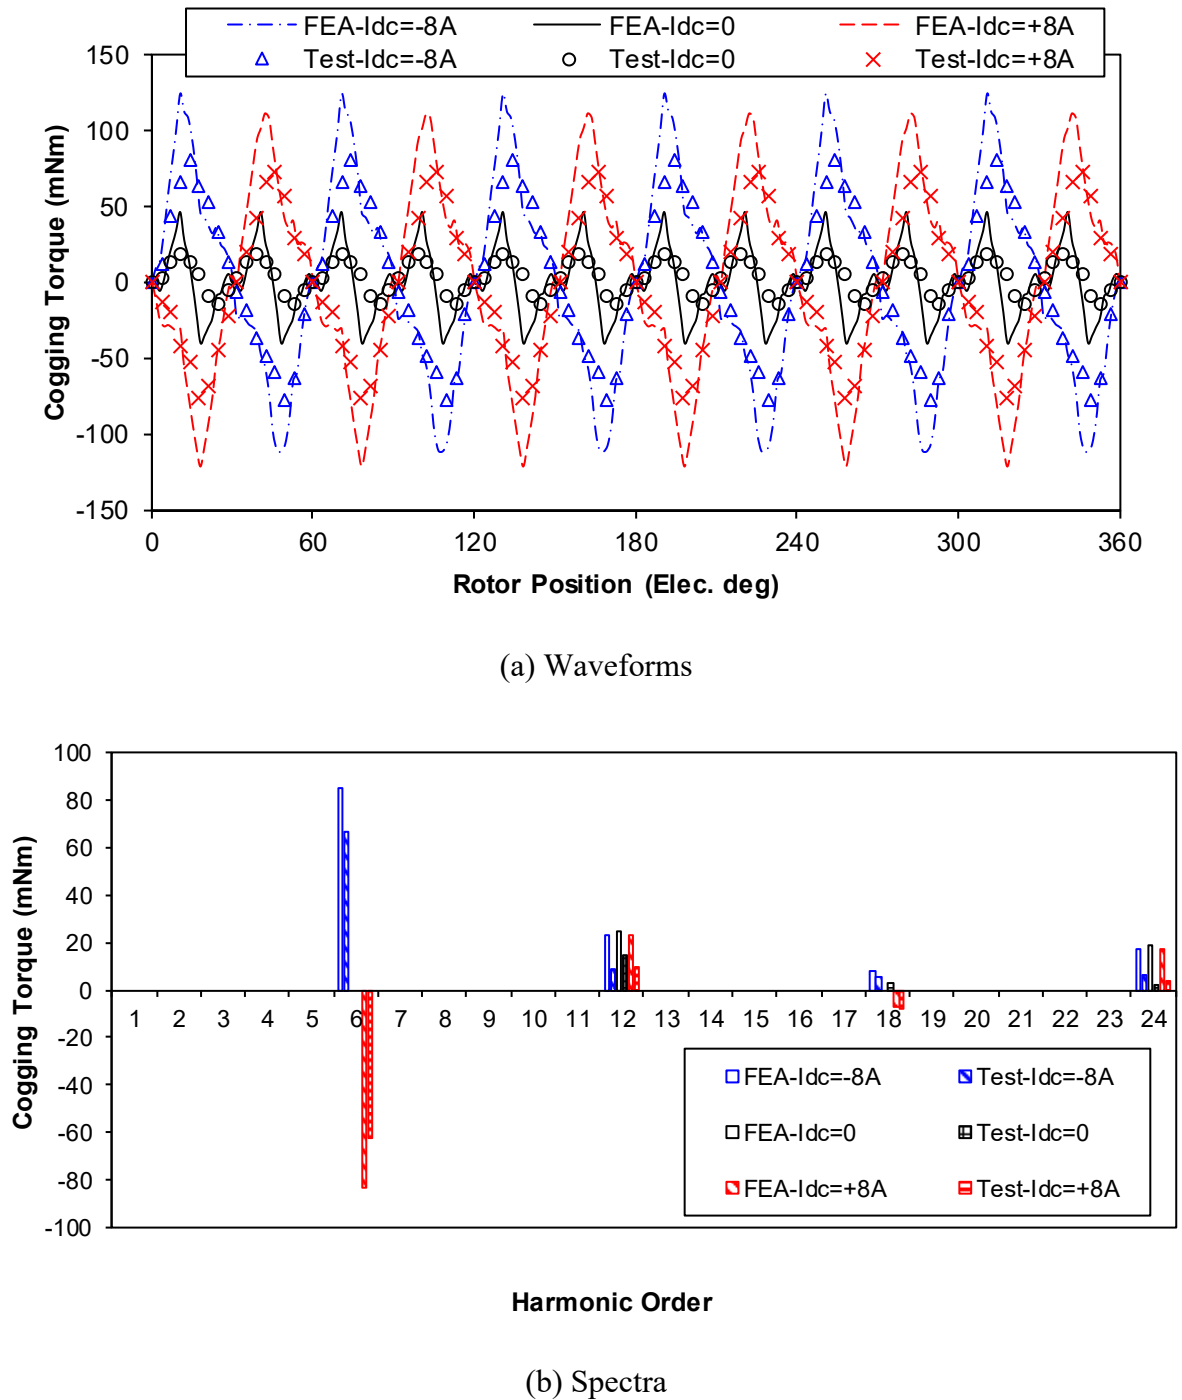 FEA-Idc=-8A FEA-Idc=0 FEA-Idc=+8A
Test-Idc=-8A Test-Idc=0 Test-Idc=+8A
150
100
50
0
-50
-100
-150
Cogging Torque (mNm)
0 60 120 180 240 300 360
Rotor Position (Elec. deg)
(a) Waveforms
100
80
60
40
20
0
-20
-40
-60
-80
-100
Cogging Torque (mNm)
1 2 3 4 5 6 7 8 9 10 11 12 13 14 15 16 17 18 19 20 21 22 23 24
FEA-Idc=-8A Test-Idc=-8A
FEA-Idc=0 Test-Idc=0
FEA-Idc=+8A Test-Idc=+8A
Harmonic Order
(b) Spectra